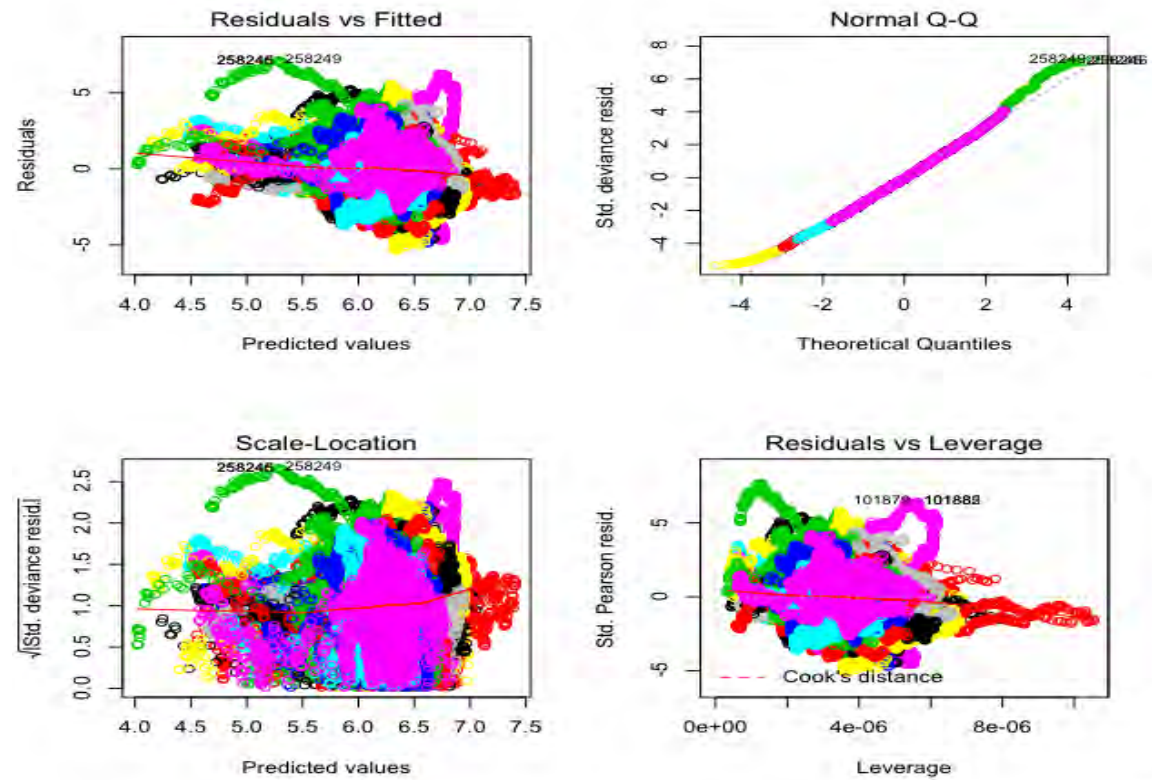 Residuals vs Fitted
258249
Residuals
5
0
-5
4.0 4.5 5.0 5.5 6.0 6.5 7.0 7.5
Predicted values
Normal Q-Q
258249
Std. deviance resid.
8
6
4
2
0
-2
-4
-4 -2 0 2 4
Theoretical Quantiles
Scale-Location
258249
√|Std. deviance resid.|
2.5
2.0
1.5
1.0
0.5
0.0
4.0 4.5 5.0 5.5 6.0 6.5 7.0 7.5
Predicted values
Residuals vs Leverage
Std. Pearson resid.
5
0
-5
Cook's distance
0e+00 4e-06 8e-06
Leverage